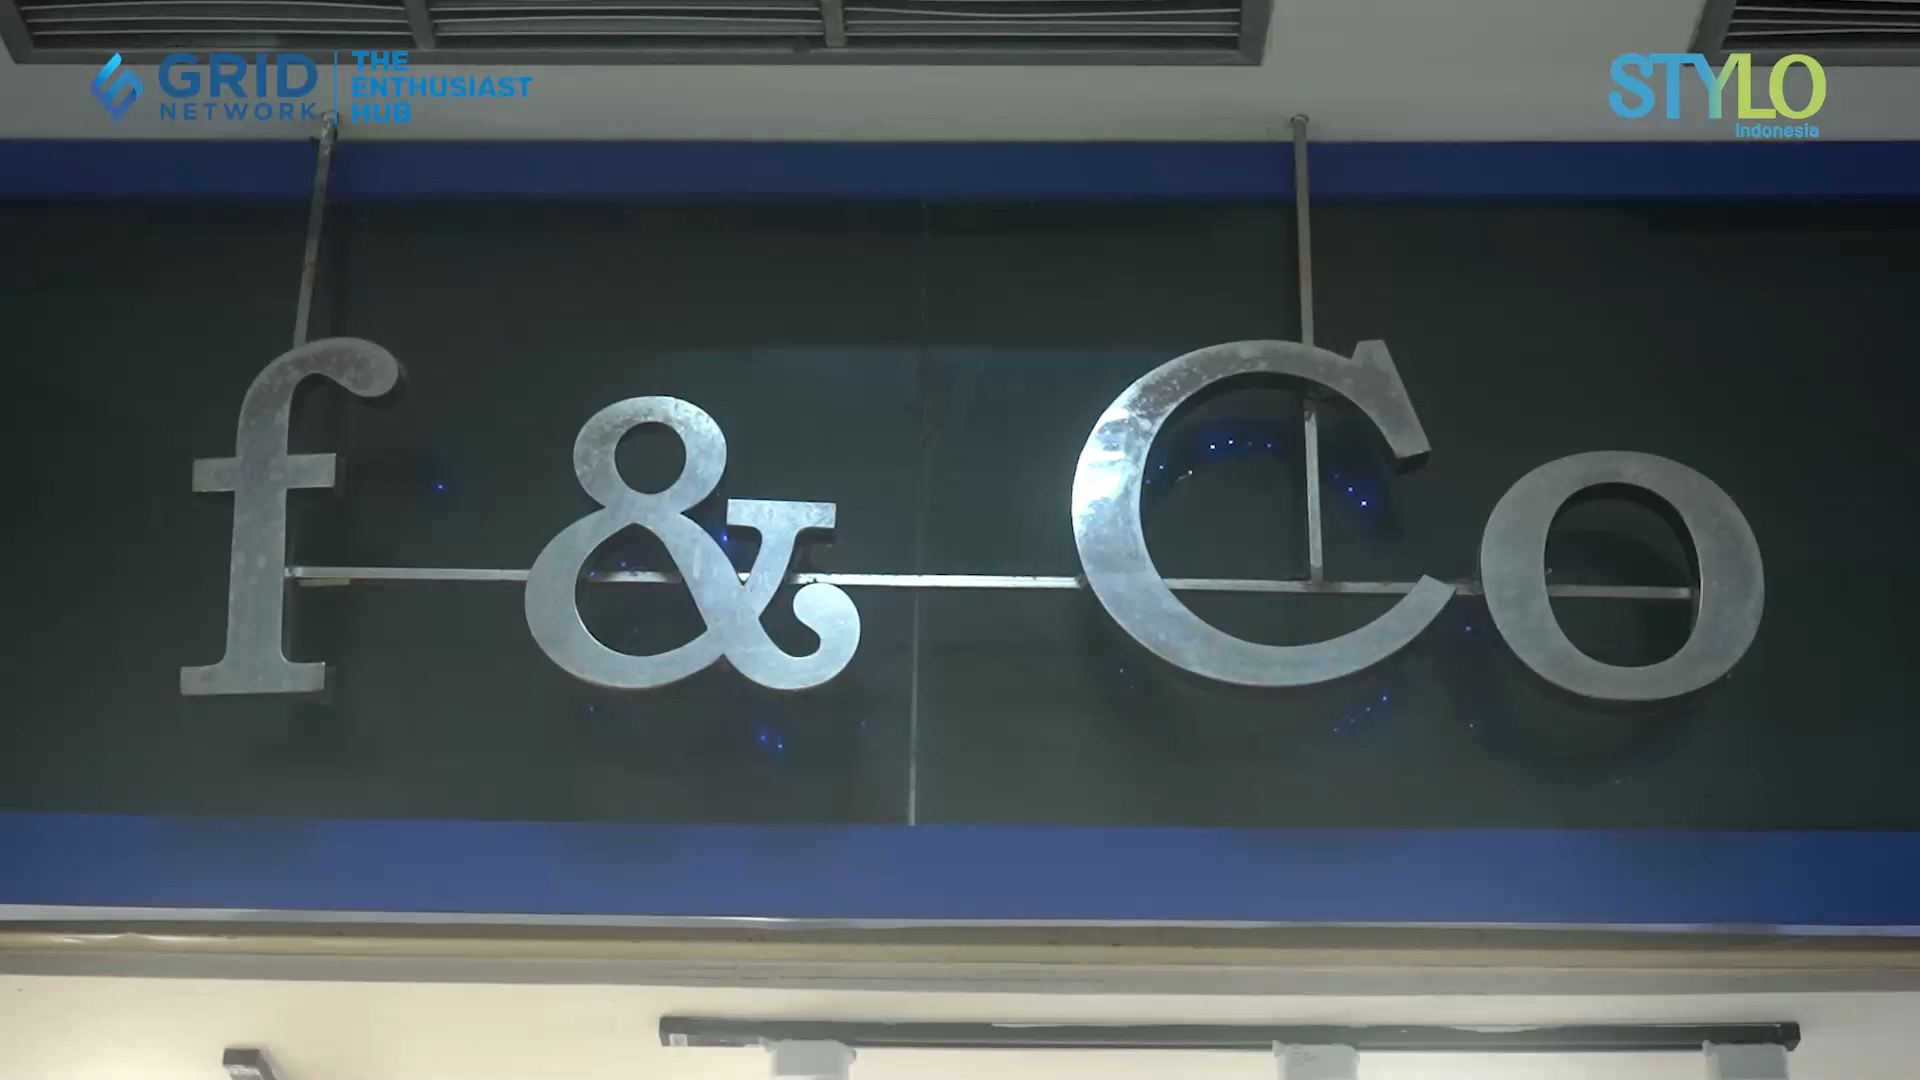 GRID
NETWORK
THE
ENTHUSIAST
HUB
STYLO
Indonesia
f & Co